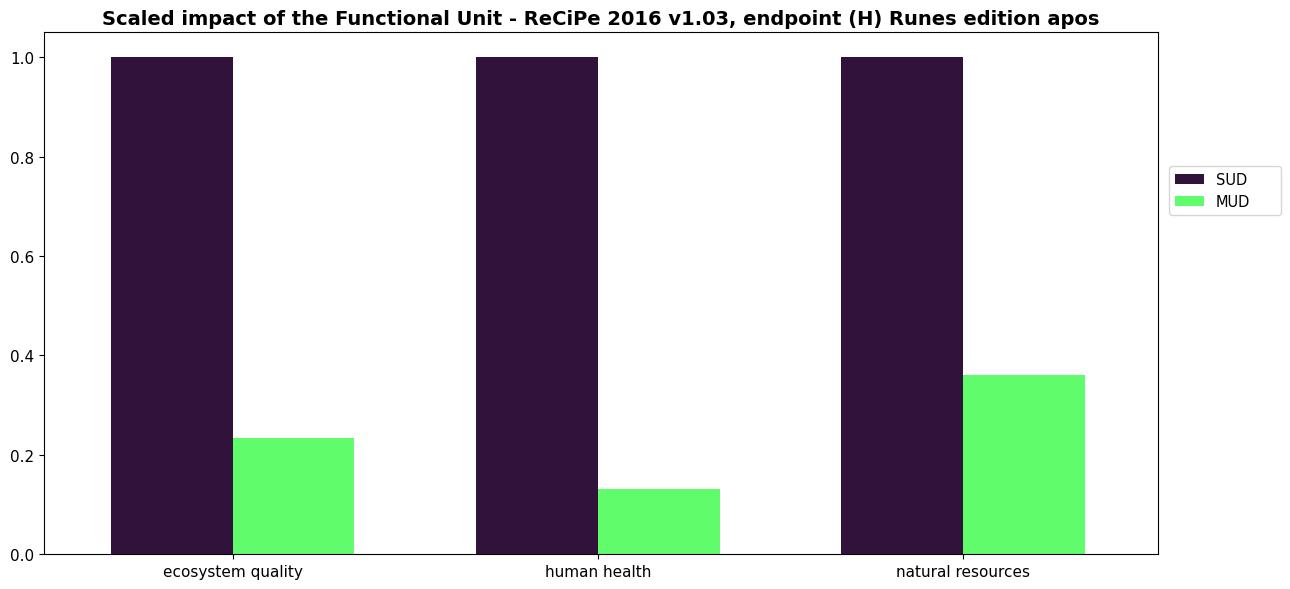 Scaled impact of the Functional Unit - ReCiPe 2016 v1.03, endpoint (H) Runes edition apos
1.0
0.8
0.6
0.4
0.2
0.0
ecosystem quality
human health
natural resources
SUD
MUD